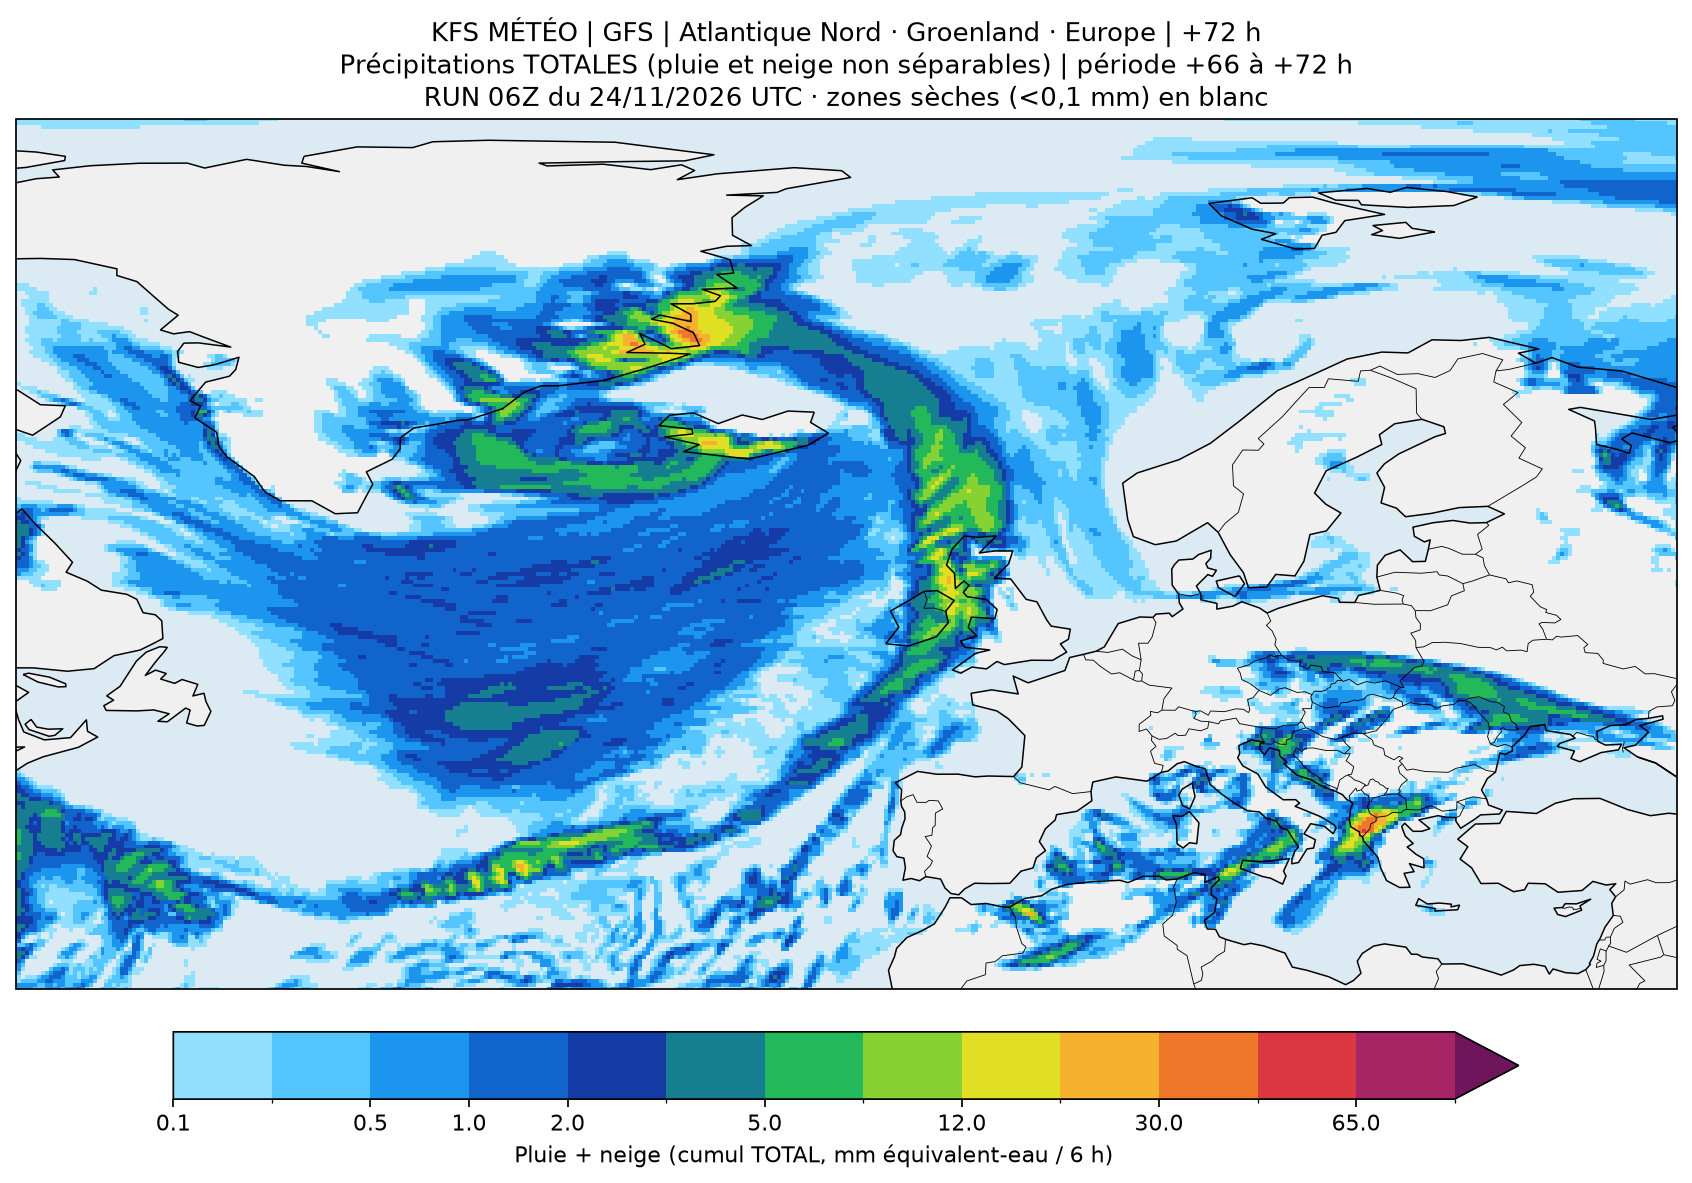 KFS MÉTÉO | GFS | Atlantique Nord · Groenland · Europe | +72 h
Précipitations TOTALES (pluie et neige non séparables) | période +66 à +72 h
RUN 06Z du 24/11/2026 UTC · zones sèches (<0,1 mm) en blanc
0.1 0.5 1.0 2.0 5.0 12.0 30.0 65.0
Pluie + neige (cumul TOTAL, mm équivalent-eau / 6 h)